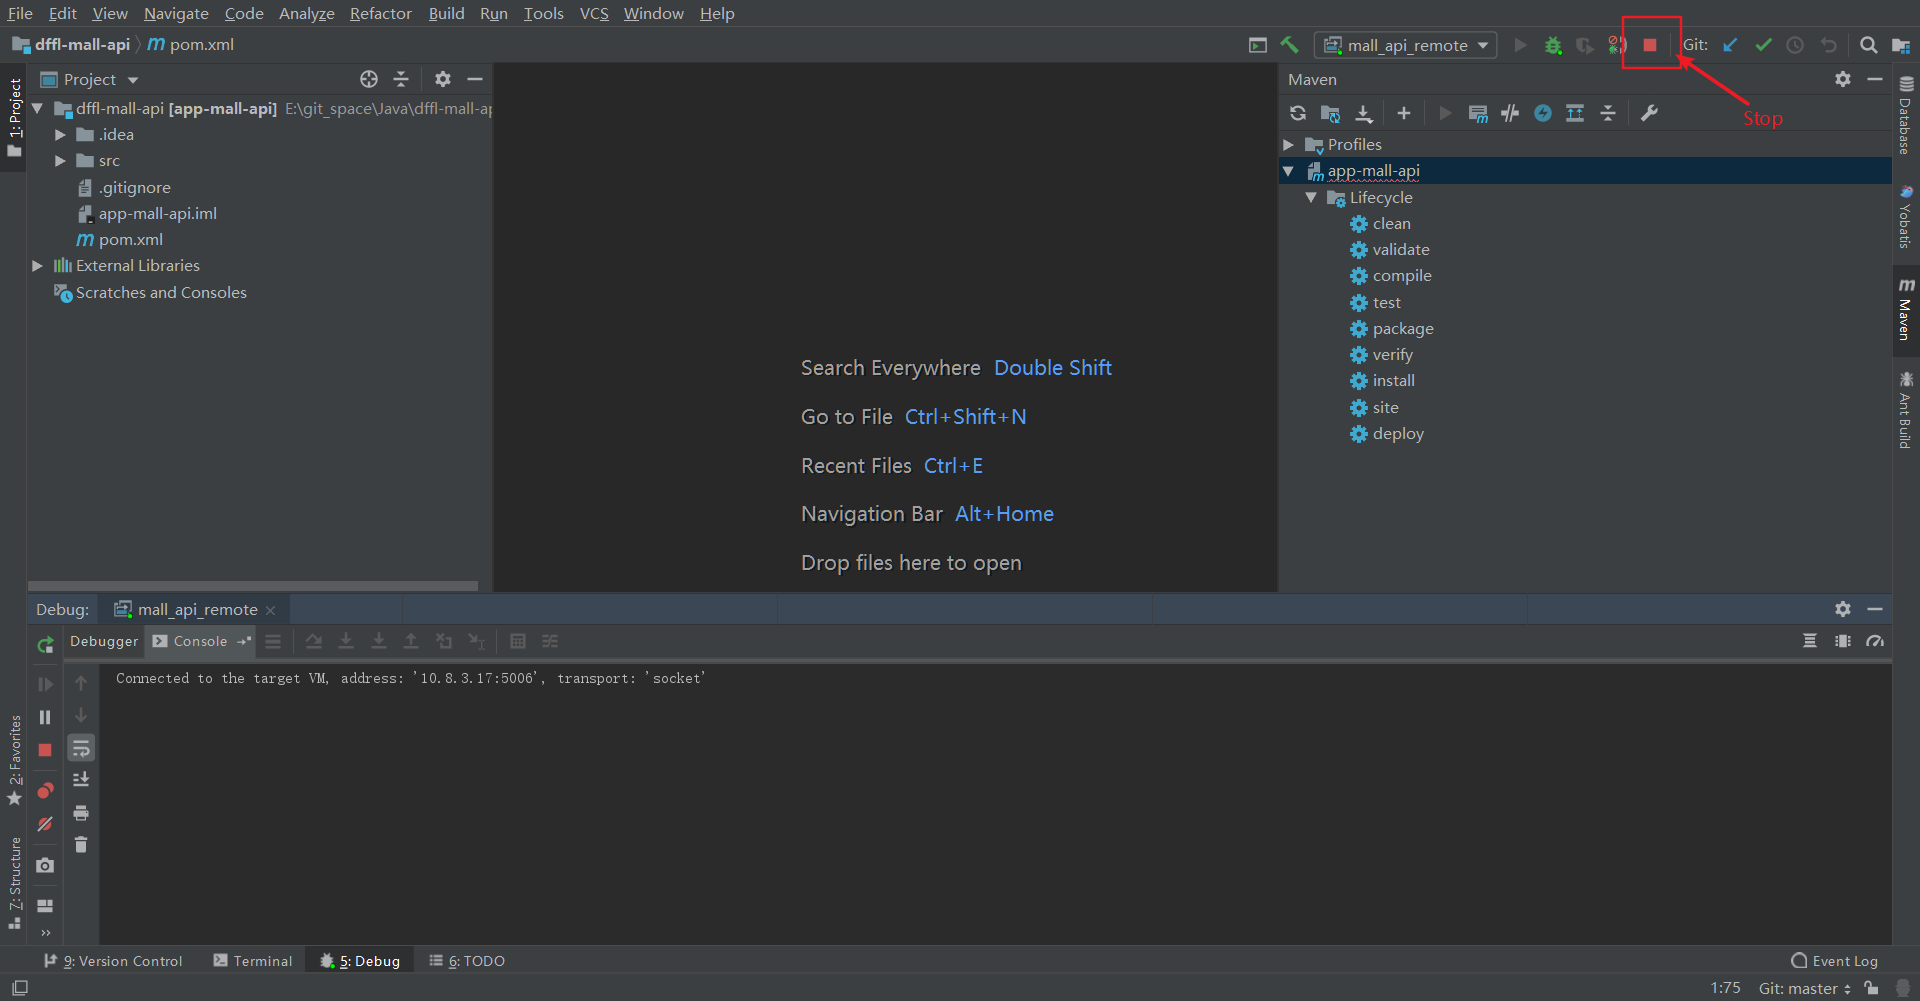 File Edit View Navigate Code Analyze Refactor Build Run Tools VCS Window Help
dffl-mall-api pom.xml mall_api_remote Git:
Stop
1: Project
Project
dffl-mall-api [app-mall-api] E:\git_space\Java\dffl-mall-ap
.idea
src
.gitignore
app-mall-api.iml
pom.xml
External Libraries
Scratches and Consoles
Search Everywhere Double Shift
Go to File Ctrl+Shift+N
Recent Files Ctrl+E
Navigation Bar Alt+Home
Drop files here to open
Maven
Profiles
app-mall-api
Lifecycle
clean
validate
compile
test
package
verify
install
site
deploy
Database
Yobatis
Maven
Ant Build
Debug: mall_api_remote
Debugger Console
Connected to the target VM, address: '10.8.3.17:5006', transport: 'socket'
2: Favorites
Z: Structure
9: Version Control Terminal 5: Debug 6: TODO Event Log
1:75 Git: master